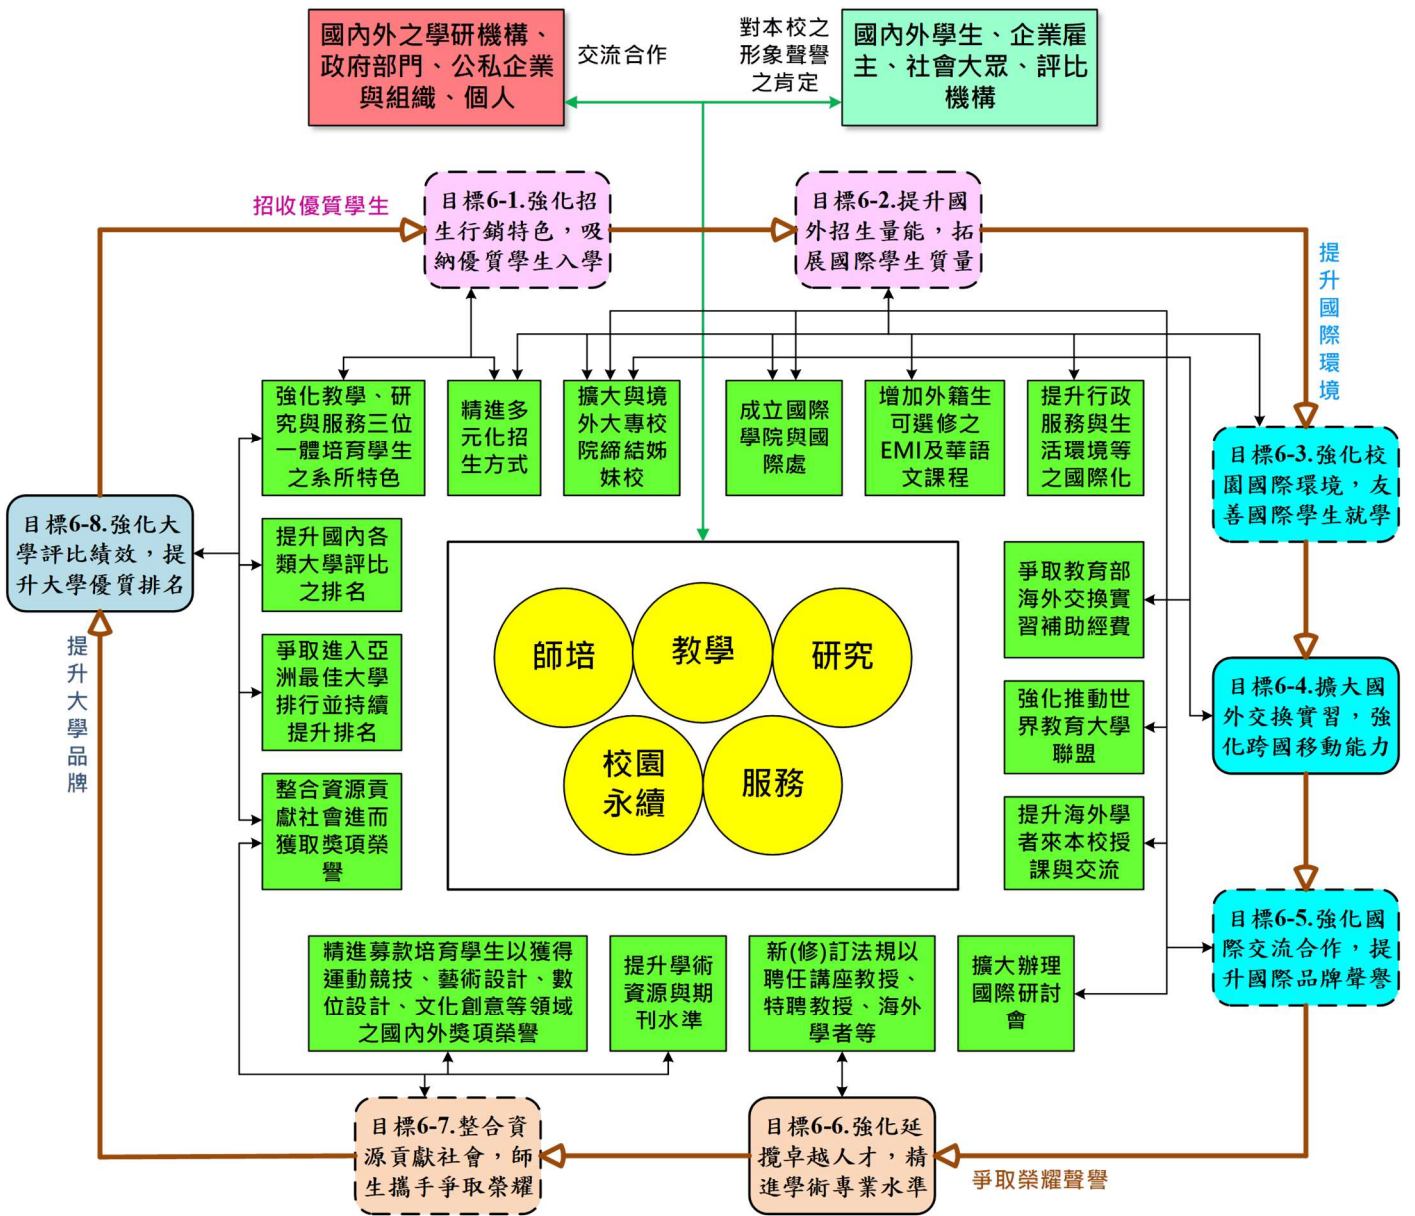 國內外之學研機構、
政府部門、公私企業
與組織、個人
交流合作
對本校之
形象聲譽
之肯定
國內外學生、企業雇
主、社會大眾、評比
機構
招收優質學生
目標6-1.強化招
生行銷特色，吸
納優質學生入學
目標6-2.提升國
外招生量能，拓
展國際學生質量
提升國際環境
強化教學、研
究與服務三位
一體培育學生
之系所特色
精進多
元化招
生方式
擴大與境
外大專校
院締結姊
妹校
成立國際
學院與國
際處
增加外籍生
可選修之
EMI及華語
文課程
提升行政
服務與生
活環境等
之國際化
目標6-3.強化校
園國際環境，友
善國際學生就學
目標6-8.強化大
學評比績效，提
升大學優質排名
提升國內各
類大學評比
之排名
爭取教育部
海外交換實
習補助經費
師培
教學
研究
校園
永續
服務
提升大學品牌
爭取進入亞
洲最佳大學
排行並持續
提升排名
強化推動世
界教育大學
聯盟
目標6-4.擴大國
外交換實習，強
化跨國移動能力
整合資源貢
獻社會進而
獲取獎項榮
譽
提升海外學
者來本校授
課與交流
目標6-5.強化國
際交流合作，提
升國際品牌聲譽
精進募款培育學生以獲得
運動競技、藝術設計、數
位設計、文化創意等領域
之國內外獎項榮譽
提升學術
資源與期
刊水準
新(修)訂法規以
聘任講座教授、
特聘教授、海外
學者等
擴大辦理
國際研討
會
目標6-7.整合資
源貢獻社會，師
生攜手爭取榮耀
目標6-6.強化延
攬卓越人才，精
進學術專業水準
爭取榮耀聲譽